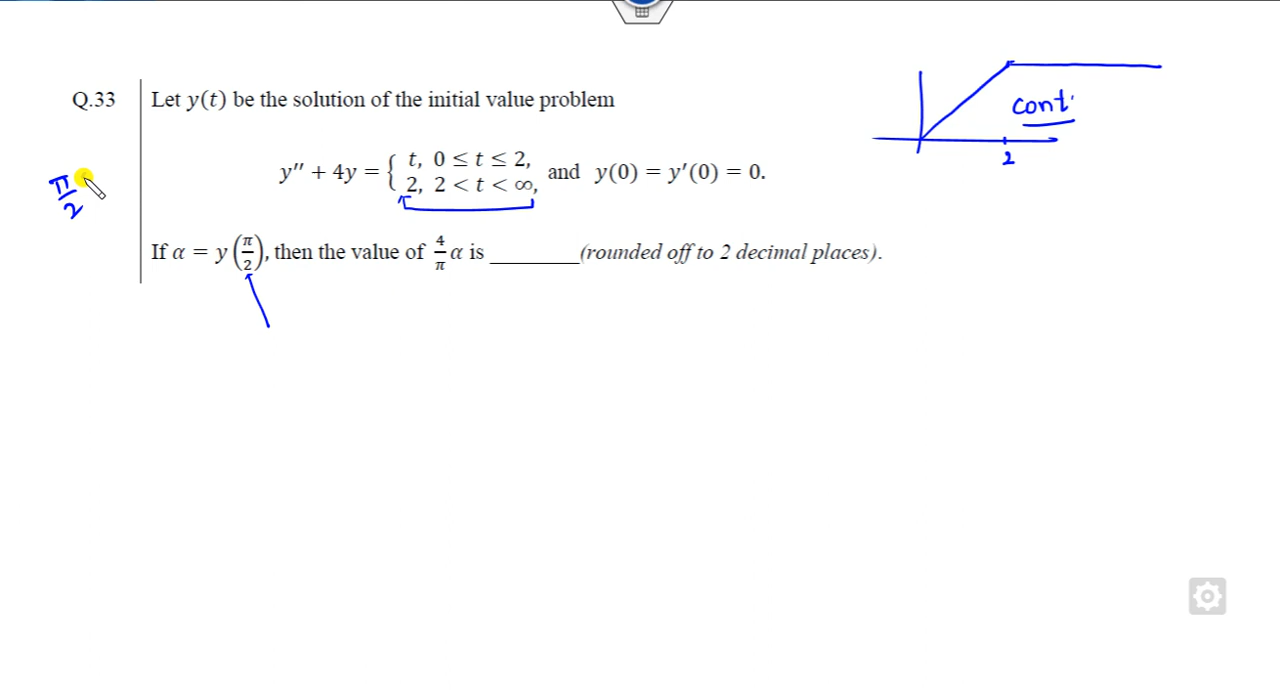 Q.33 Let y(t) be the solution of the initial value problem
y″ + 4y = { t, 0 ≤ t ≤ 2,
2, 2 < t < ∞, and y(0) = y′(0) = 0.
If α = y(π/2), then the value of 4/π α is ________ (rounded off to 2 decimal places).
π/2
cont.
2